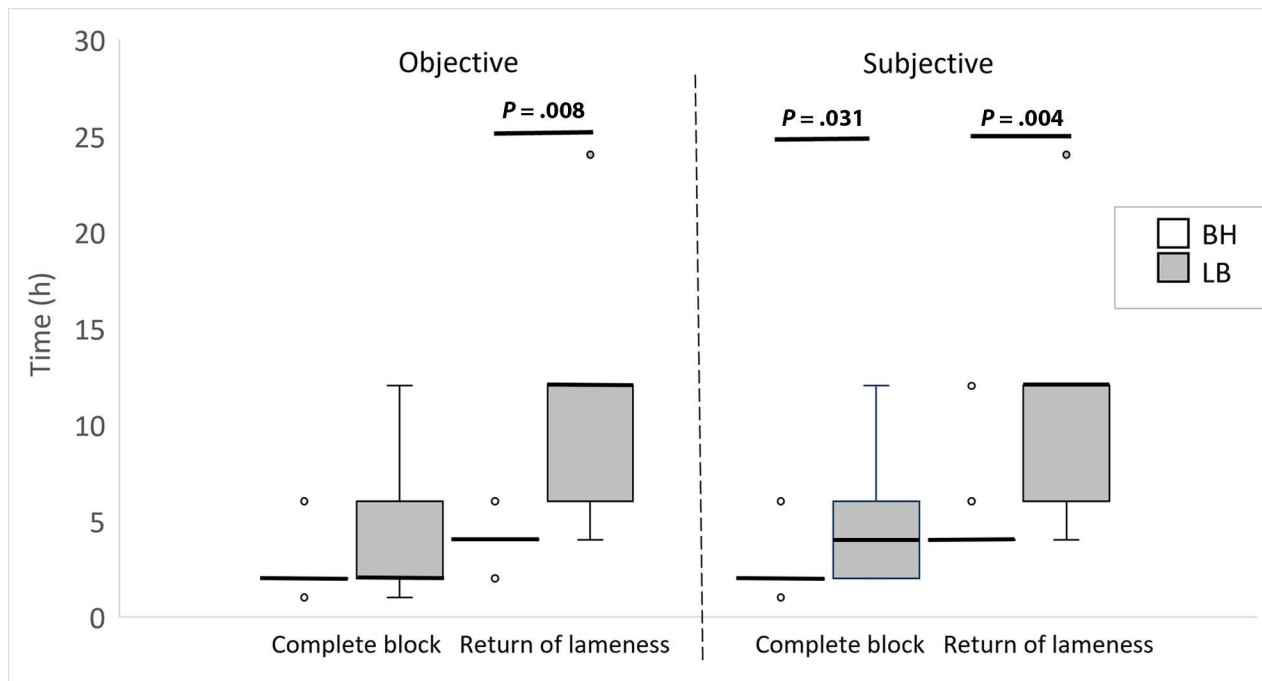 Objective
Subjective
P = .008
P = .031
P = .004
30
25
20
15
10
5
0
Time (h)
BH
LB
Complete block
Return of lameness
Complete block
Return of lameness